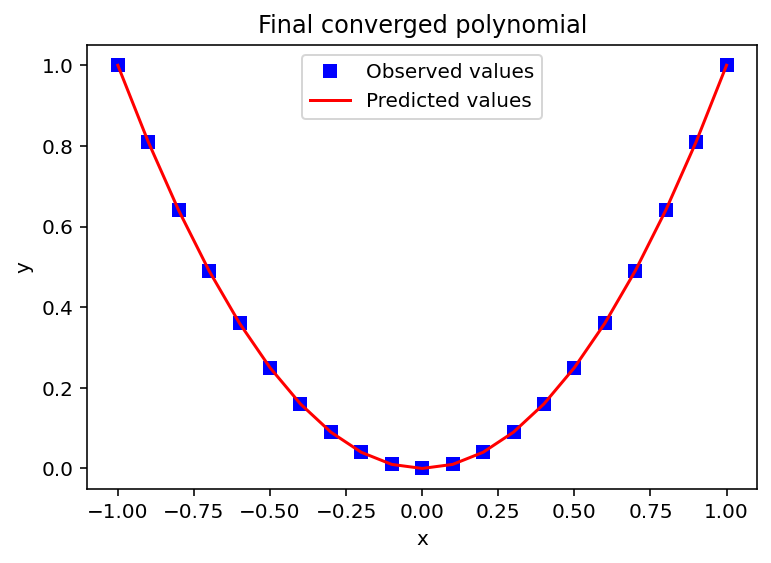 Final converged polynomial
Observed values
Predicted values
1.0
0.8
0.6
0.4
0.2
0.0
y
−1.00 −0.75 −0.50 −0.25 0.00 0.25 0.50 0.75 1.00
x